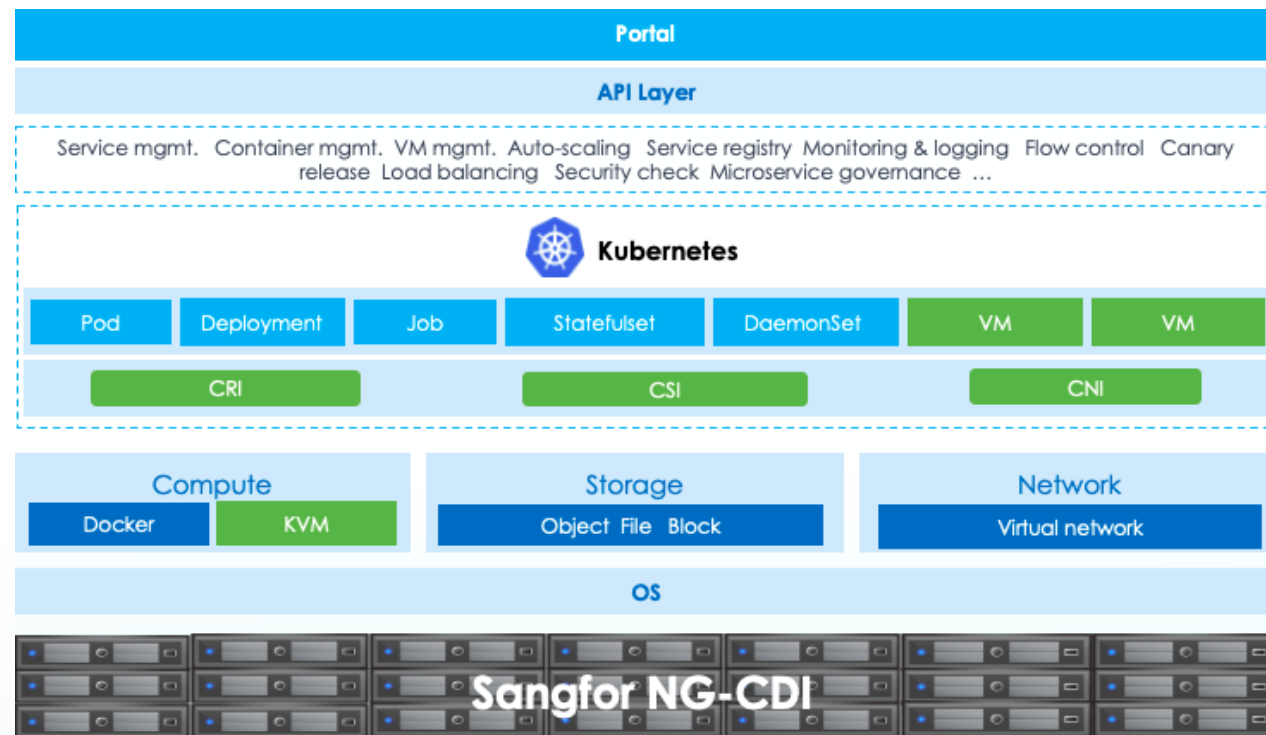 Portal
API Layer
Service mgmt. Container mgmt. VM mgmt. Auto-scaling Service registry Monitoring & logging Flow control Canary
release Load balancing Security check Microservice governance ...
Kubernetes
Pod Deployment Job Statefulset DaemonSet VM VM
CRI CSI CNI
Compute Storage Network
Docker KVM Object File Block Virtual network
OS
Sangfor NG-CDI